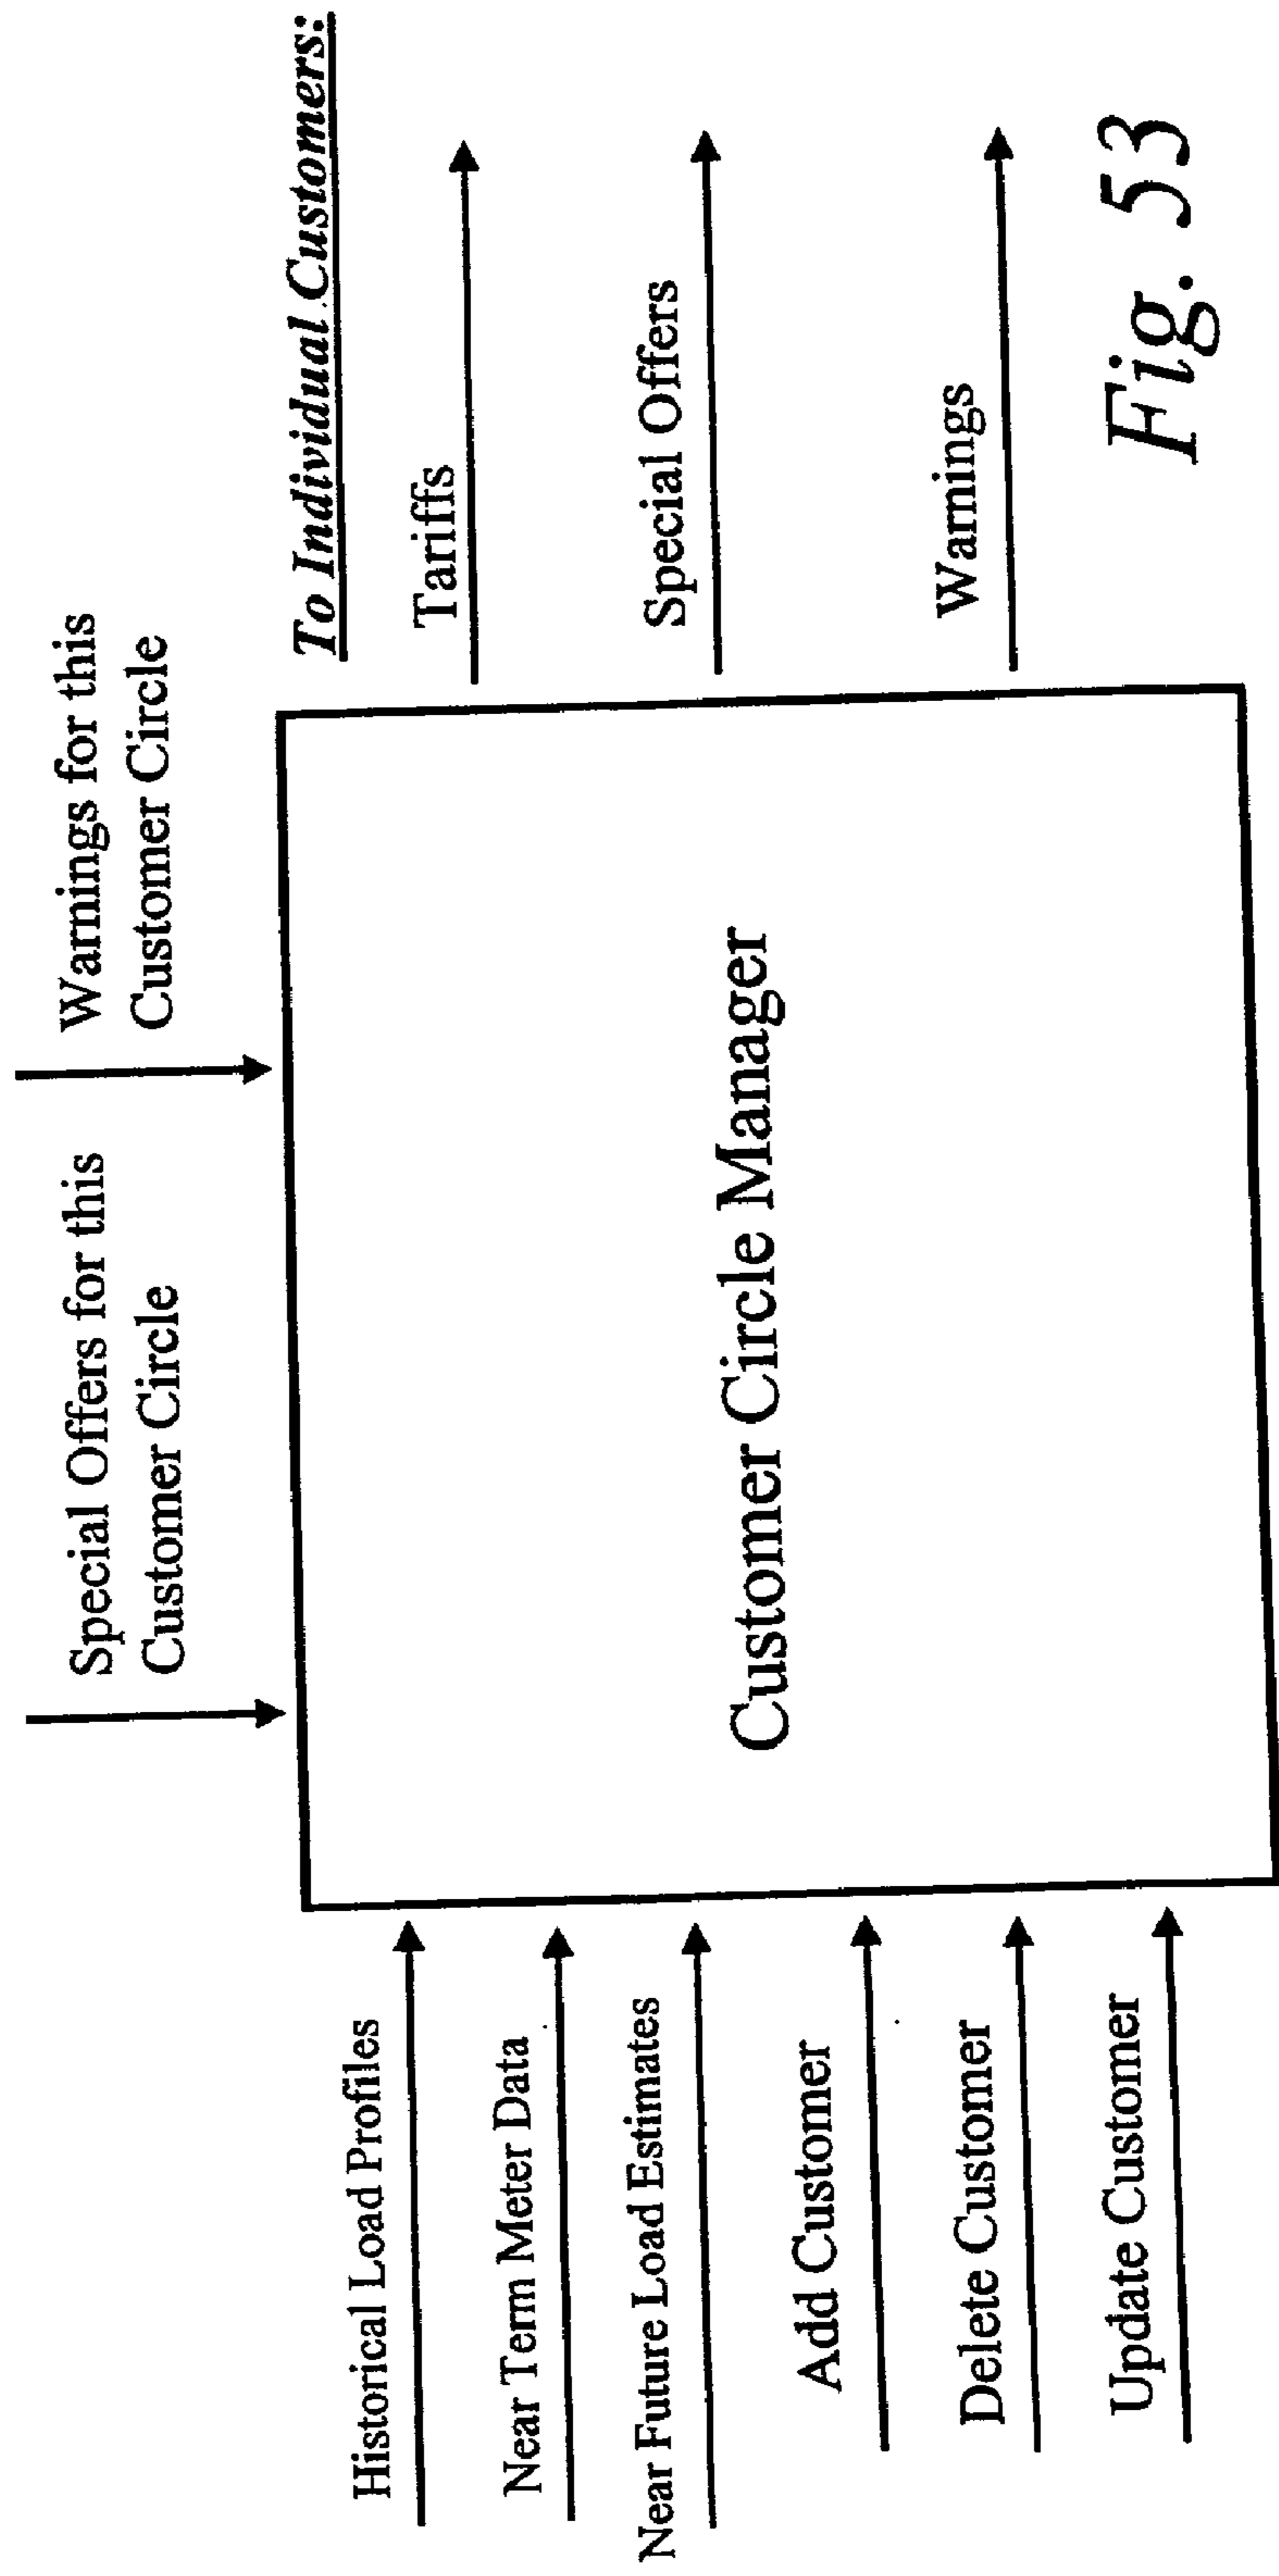 Special Offers for this
Customer Circle
Warnings for this
Customer Circle
To Individual Customers:
Historical Load Profiles
Near Term Meter Data
Near Future Load Estimates
Add Customer
Delete Customer
Update Customer
Customer Circle Manager
Tariffs
Special Offers
Warnings
Fig. 53